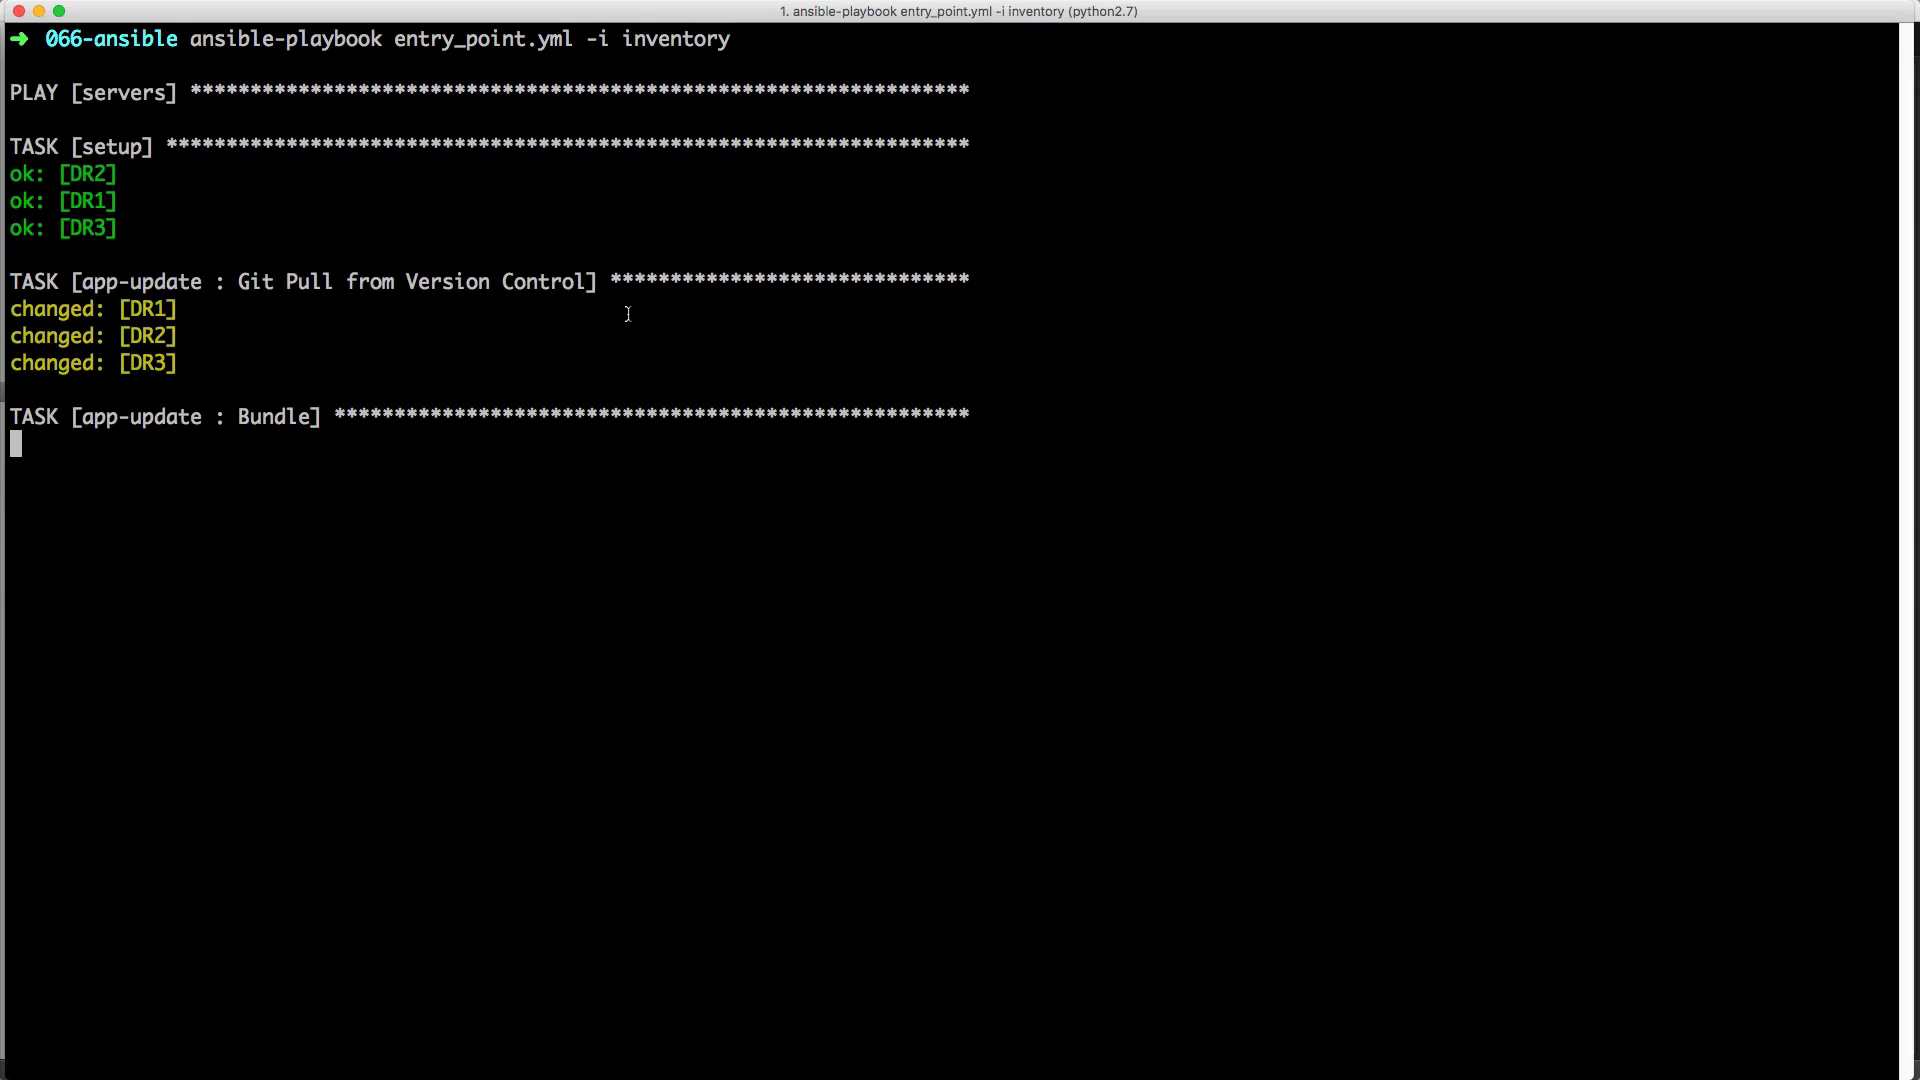 1. ansible-playbook entry_point.yml -i inventory (python2.7)
➜ 066-ansible ansible-playbook entry_point.yml -i inventory
PLAY [servers] *****************************************************************
TASK [setup] *******************************************************************
ok: [DR2]
ok: [DR1]
ok: [DR3]
TASK [app-update : Git Pull from Version Control] ******************************
changed: [DR1]
changed: [DR2]
changed: [DR3]
TASK [app-update : Bundle] *****************************************************